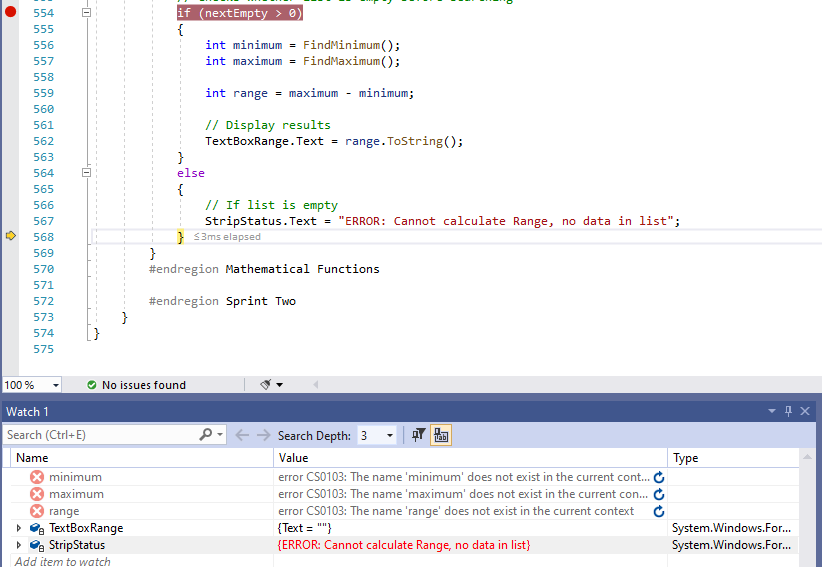 554 if (nextEmpty > 0)
555 {
556 int minimum = FindMinimum();
557 int maximum = FindMaximum();
558
559 int range = maximum - minimum;
560
561 // Display results
562 TextBoxRange.Text = range.ToString();
563 }
564 else
565 {
566 // If list is empty
567 StripStatus.Text = "ERROR: Cannot calculate Range, no data in list";
568 } ≤3ms elapsed
569 }
570 #endregion Mathematical Functions
571
572 #endregion Sprint Two
573 }
574 }
575
100 % No issues found
Watch 1
Search (Ctrl+E) Search Depth: 3
Name Value Type
minimum error CS0103: The name 'minimum' does not exist in the current cont...
maximum error CS0103: The name 'maximum' does not exist in the current con...
range error CS0103: The name 'range' does not exist in the current context
TextBoxRange {Text = ""} System.Windows.For...
StripStatus {ERROR: Cannot calculate Range, no data in list} System.Windows.For...
Add item to watch